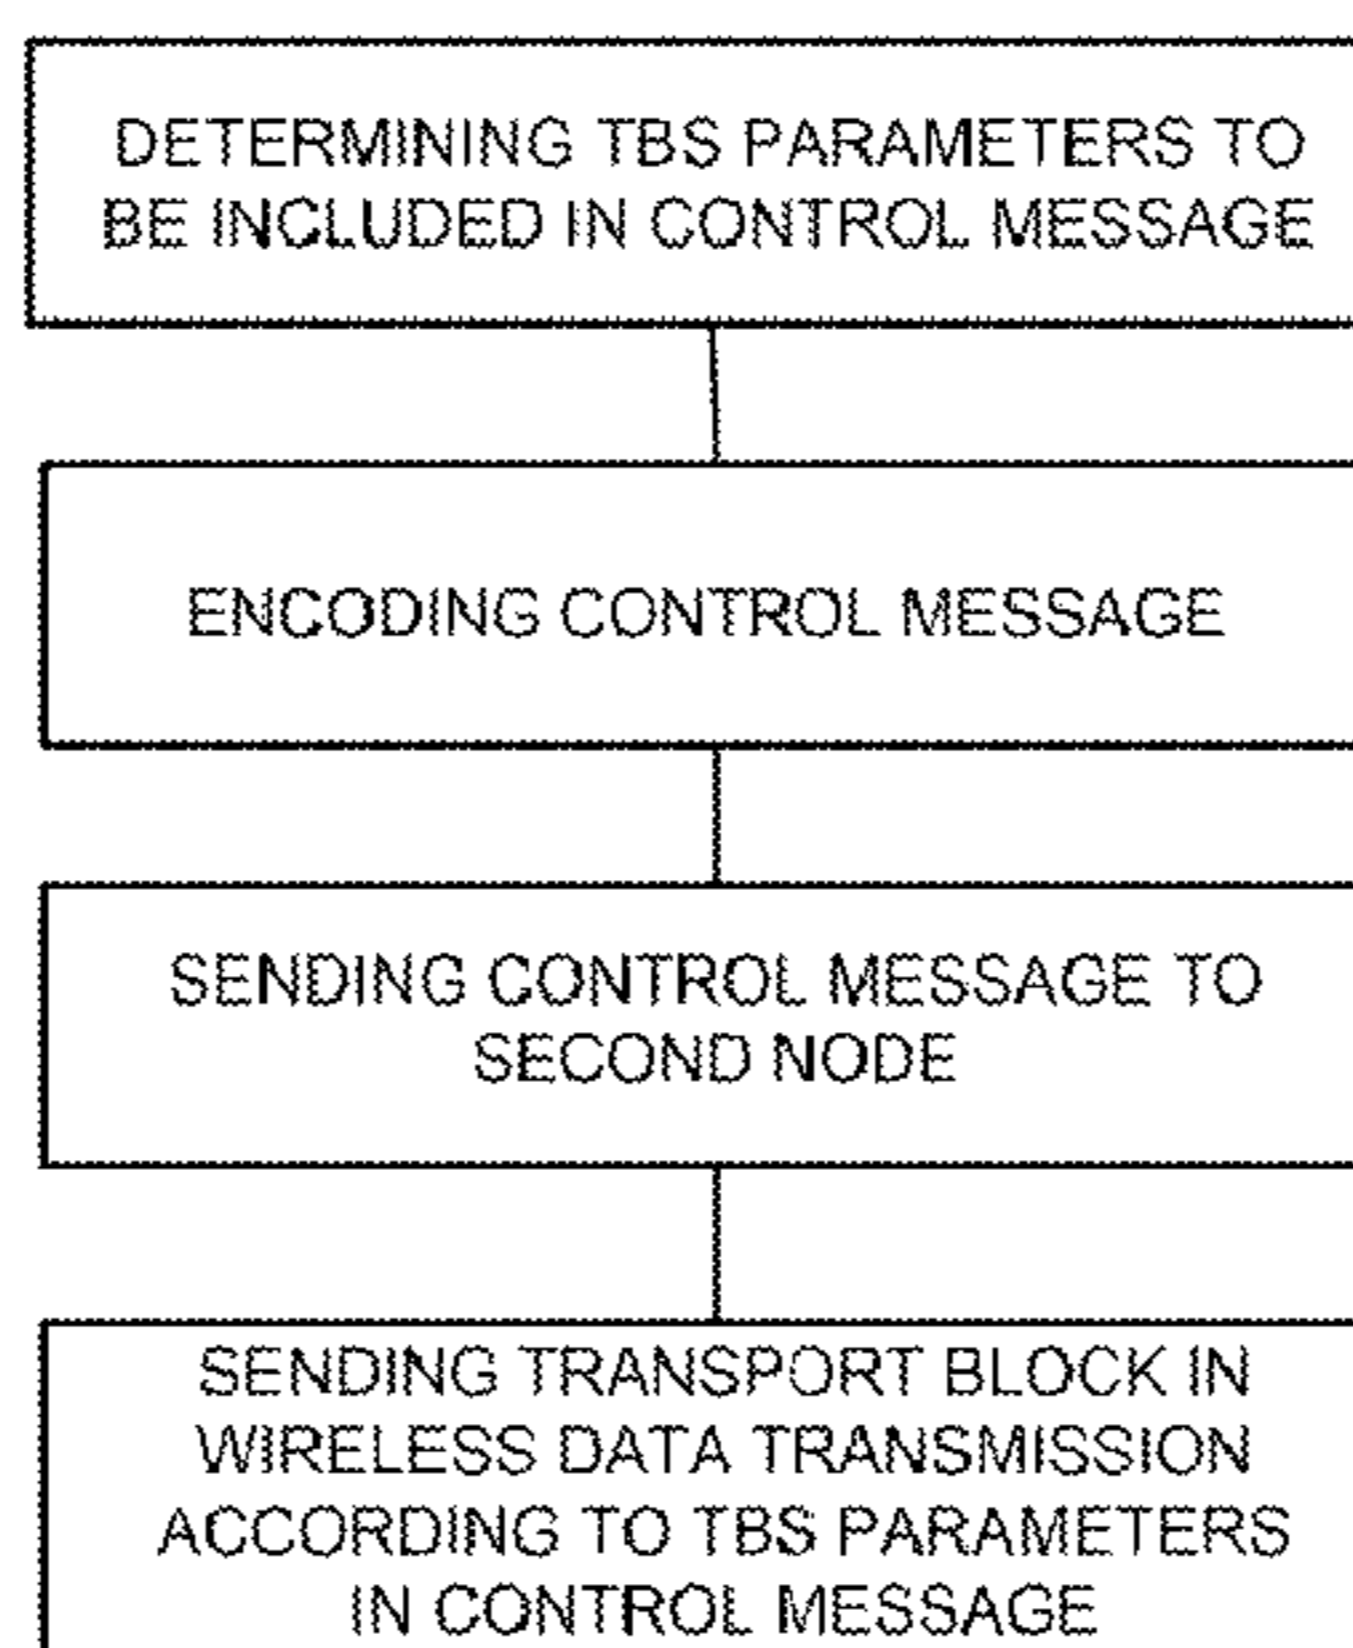 DETERMINING TBS PARAMETERS TO
BE INCLUDED IN CONTROL MESSAGE
ENCODING CONTROL MESSAGE
SENDING CONTROL MESSAGE TO
SECOND NODE
SENDING TRANSPORT BLOCK IN
WIRELESS DATA TRANSMISSION
ACCORDING TO TBS PARAMETERS
IN CONTROL MESSAGE